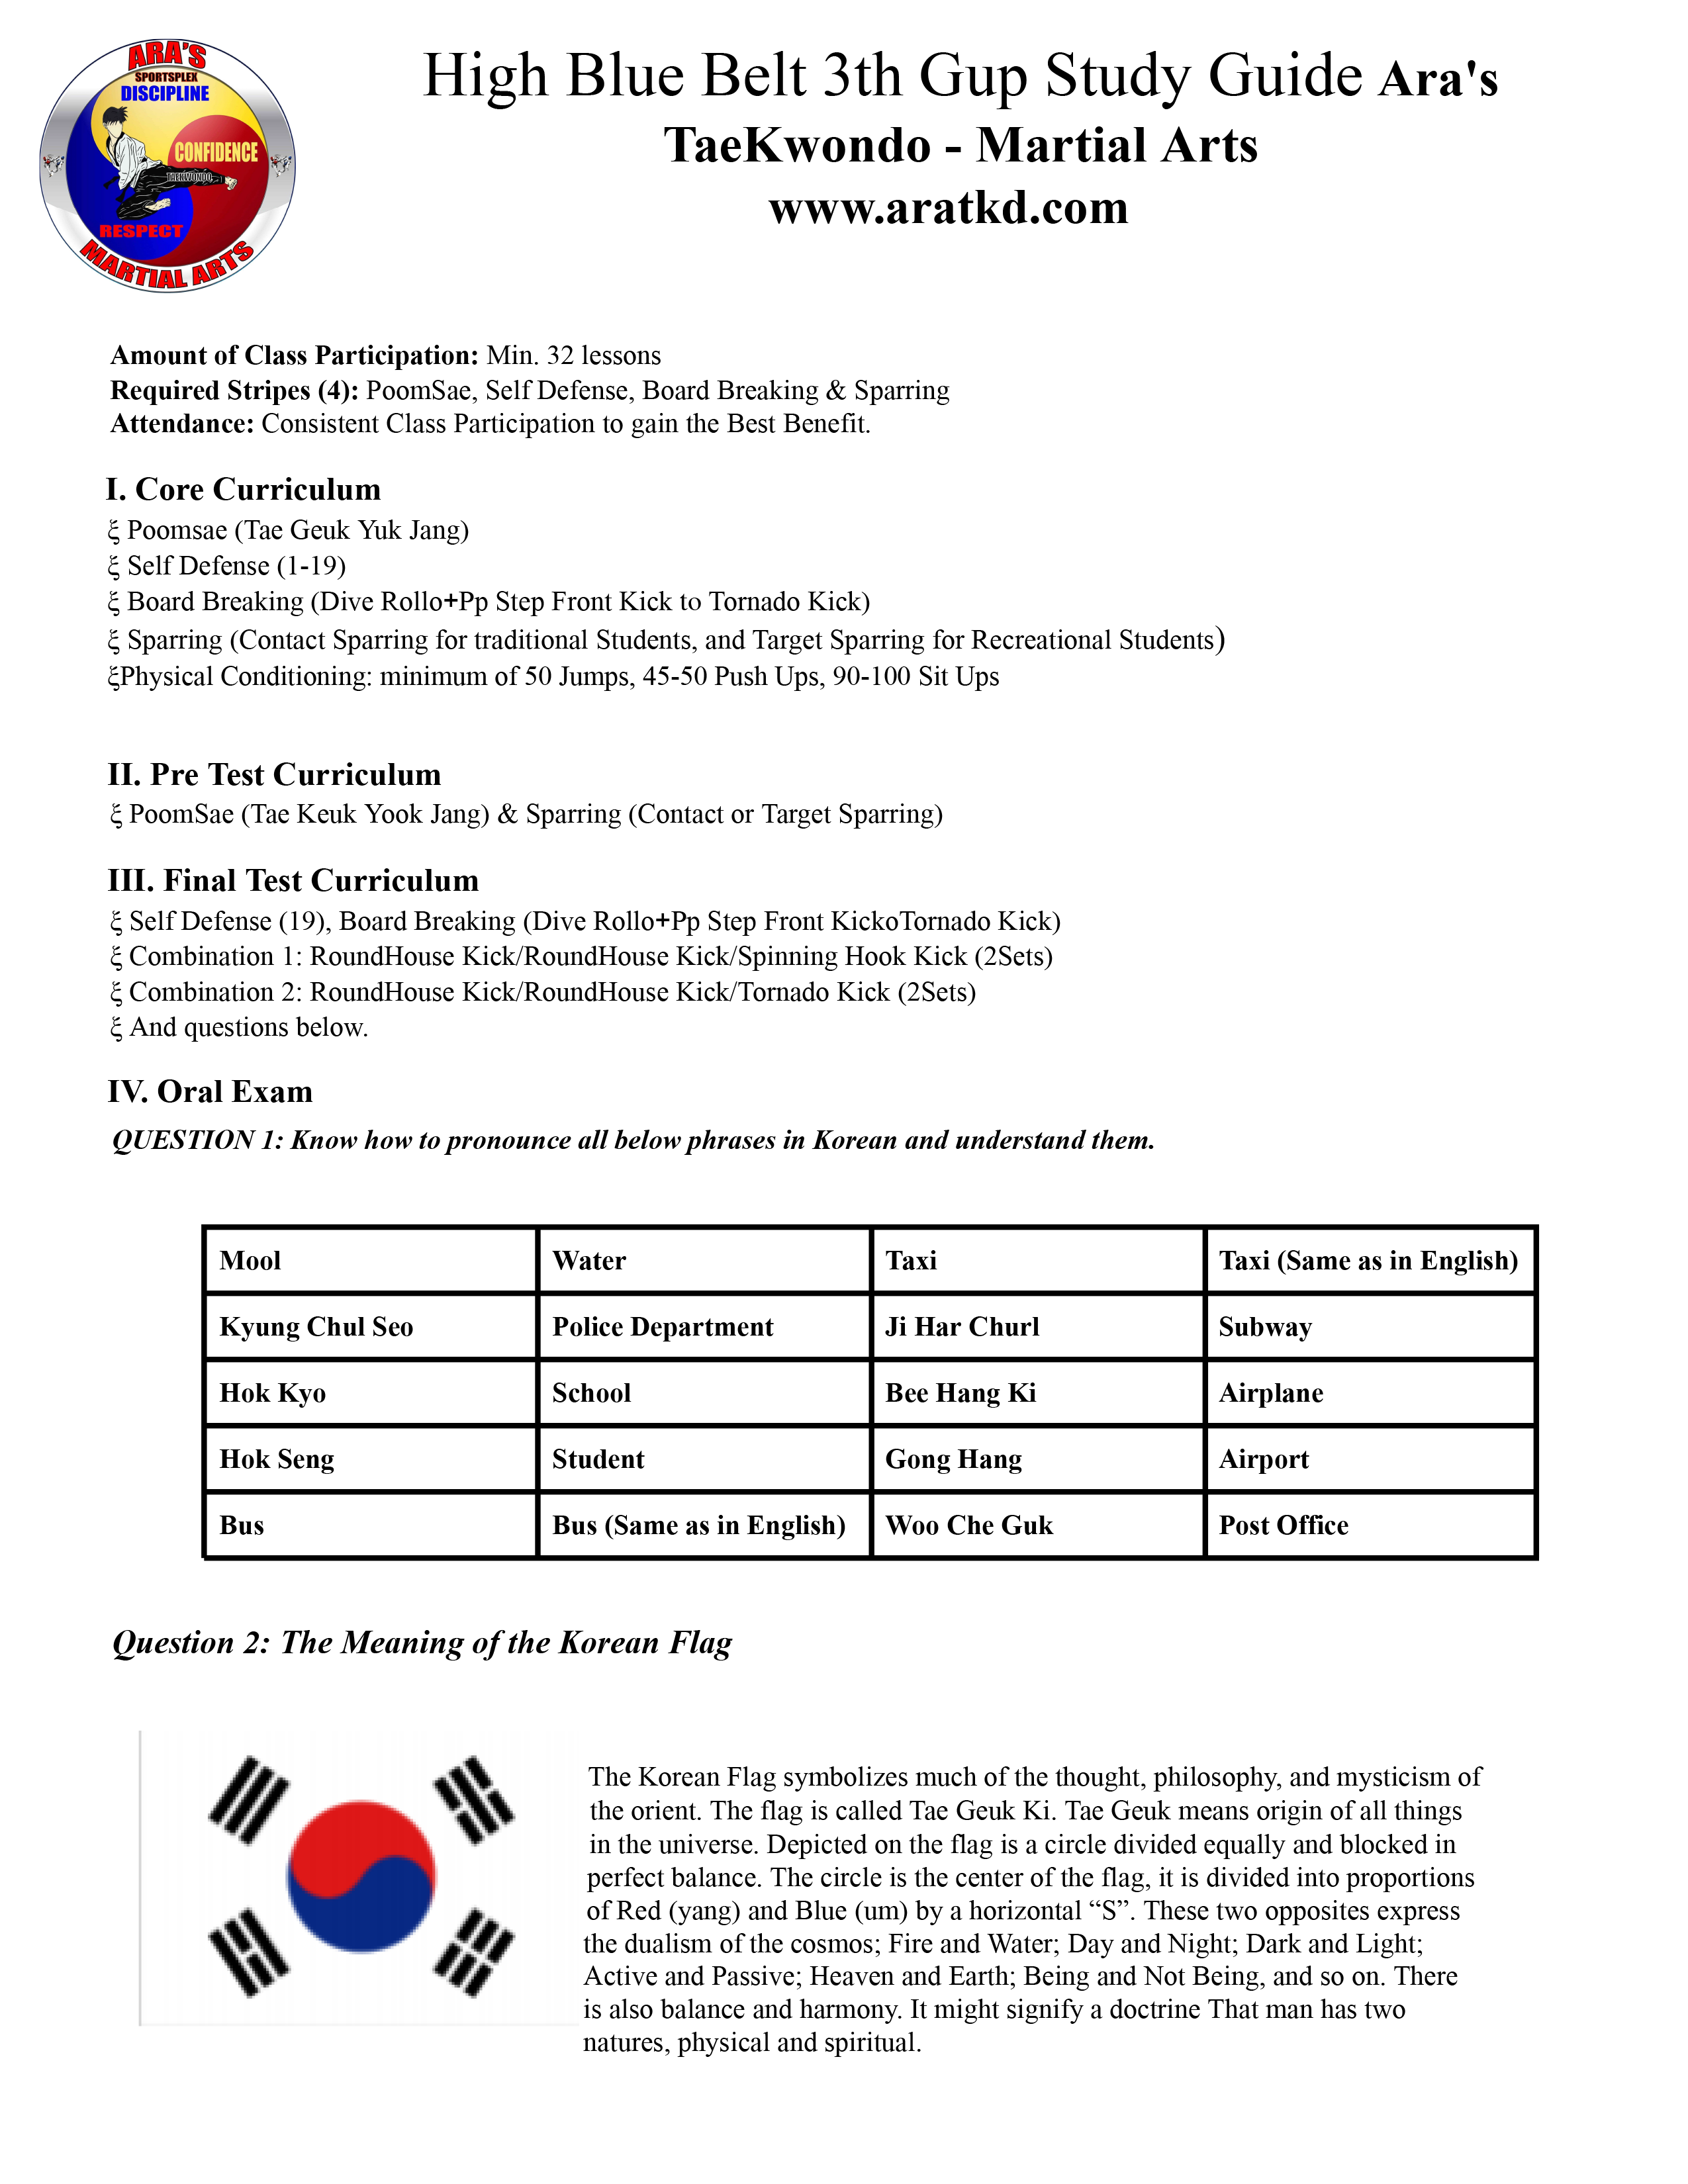 ARA'S
SPORTSPLEX
DISCIPLINE
CONFIDENCE
TAEKWONDO
RESPECT
MARTIAL ARTS
High Blue Belt 3th Gup Study Guide Ara's
TaeKwondo - Martial Arts
www.aratkd.com
Amount of Class Participation: Min. 32 lessons
Required Stripes (4): PoomSae, Self Defense, Board Breaking & Sparring
Attendance: Consistent Class Participation to gain the Best Benefit.
I. Core Curriculum
ξ Poomsae (Tae Geuk Yuk Jang)
ξ Self Defense (1-19)
ξ Board Breaking (Dive Rollo+Pp Step Front Kick to Tornado Kick)
ξ Sparring (Contact Sparring for traditional Students, and Target Sparring for Recreational Students)
ξPhysical Conditioning: minimum of 50 Jumps, 45-50 Push Ups, 90-100 Sit Ups
II. Pre Test Curriculum
ξ PoomSae (Tae Keuk Yook Jang) & Sparring (Contact or Target Sparring)
III. Final Test Curriculum
ξ Self Defense (19), Board Breaking (Dive Rollo+Pp Step Front KickoTornado Kick)
ξ Combination 1: RoundHouse Kick/RoundHouse Kick/Spinning Hook Kick (2Sets)
ξ Combination 2: RoundHouse Kick/RoundHouse Kick/Tornado Kick (2Sets)
ξ And questions below.
IV. Oral Exam
QUESTION 1: Know how to pronounce all below phrases in Korean and understand them.
Mool Water Taxi Taxi (Same as in English)
Kyung Chul Seo Police Department Ji Har Churl Subway
Hok Kyo School Bee Hang Ki Airplane
Hok Seng Student Gong Hang Airport
Bus Bus (Same as in English) Woo Che Guk Post Office
Question 2: The Meaning of the Korean Flag
The Korean Flag symbolizes much of the thought, philosophy, and mysticism of
the orient. The flag is called Tae Geuk Ki. Tae Geuk means origin of all things
in the universe. Depicted on the flag is a circle divided equally and blocked in
perfect balance. The circle is the center of the flag, it is divided into proportions
of Red (yang) and Blue (um) by a horizontal “S”. These two opposites express
the dualism of the cosmos; Fire and Water; Day and Night; Dark and Light;
Active and Passive; Heaven and Earth; Being and Not Being, and so on. There
is also balance and harmony. It might signify a doctrine That man has two
natures, physical and spiritual.